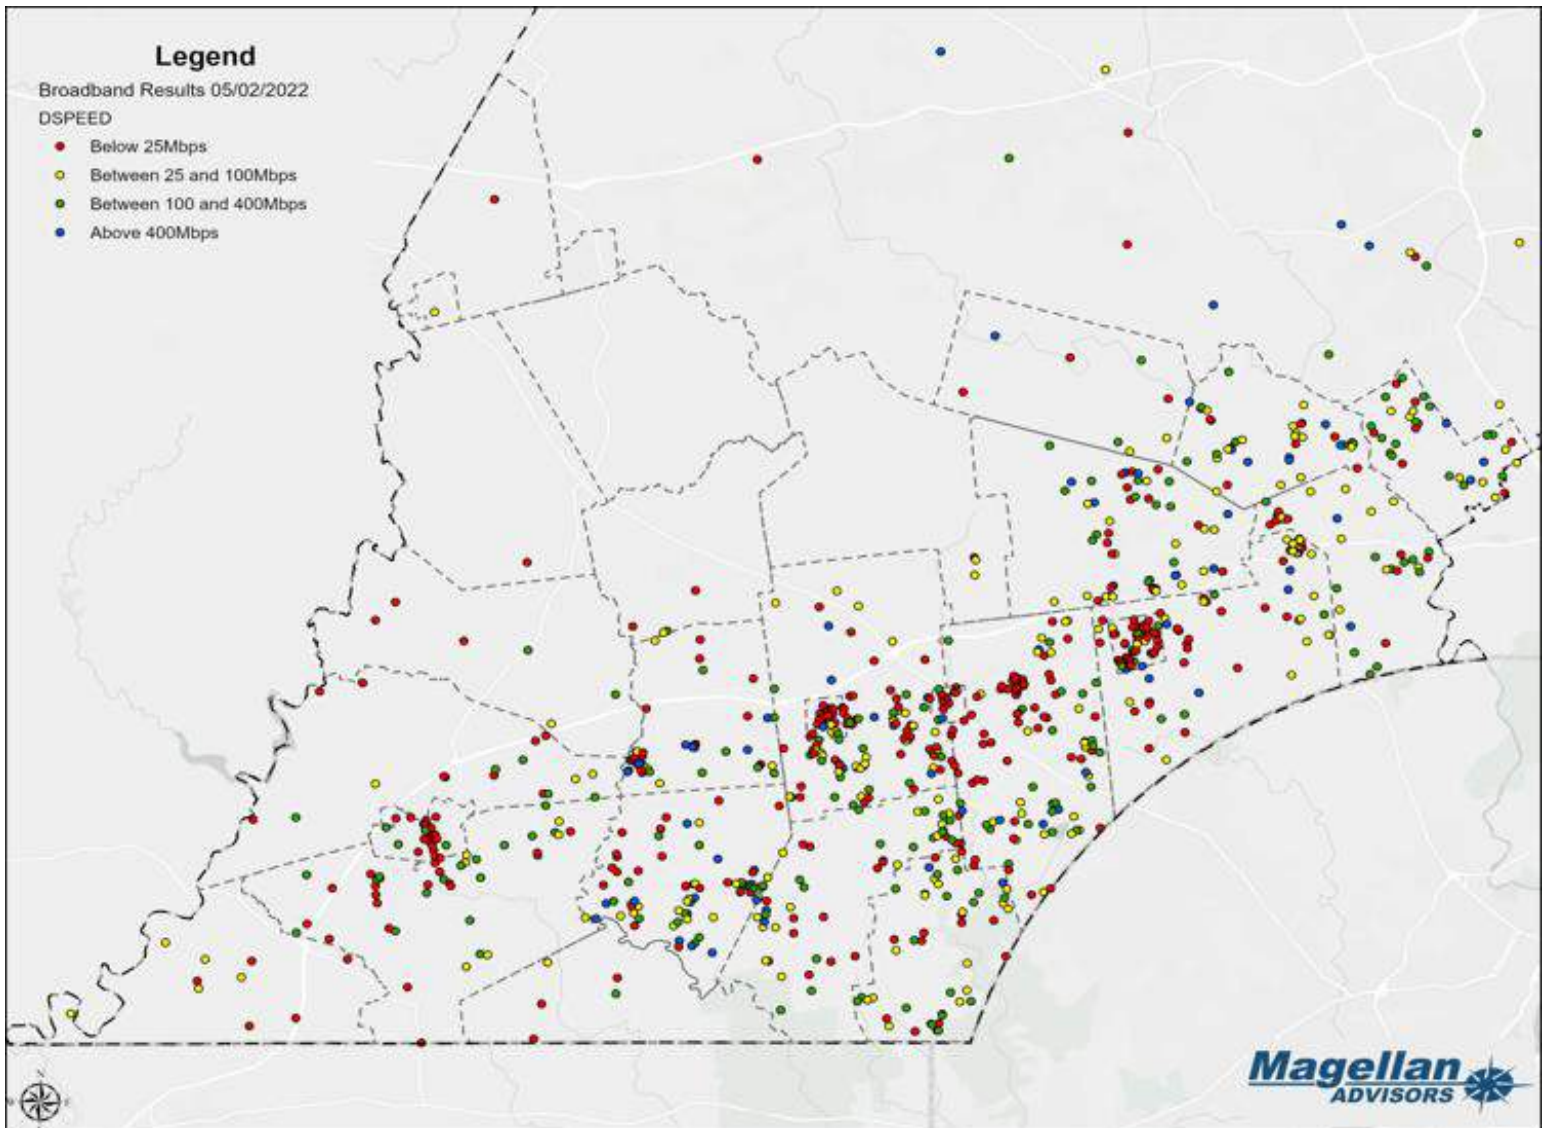 Legend
Broadband Results 05/02/2022
DSPEED
Below 25Mbps
Between 25 and 100Mbps
Between 100 and 400Mbps
Above 400Mbps
Magellan
ADVISORS